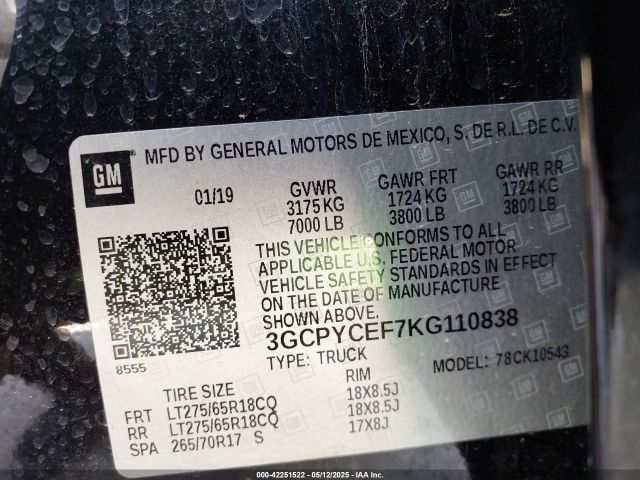 MFD BY GENERAL MOTORS DE MEXICO, S. DE R.L. DE C.V.
GM
01/19
GVWR GAWR FRT GAWR RR
3175 KG 1724 KG 1724 KG
7000 LB 3800 LB 3800 LB
THIS VEHICLE CONFORMS TO ALL
APPLICABLE U.S. FEDERAL MOTOR
VEHICLE SAFETY STANDARDS IN EFFECT
ON THE DATE OF MANUFACTURE
SHOWN ABOVE.
3GCPYCEF7KG110838
8555
TYPE: TRUCK MODEL: 78CK10543
TIRE SIZE RIM
FRT LT275/65R18CQ 18X8.5J
RR LT275/65R18CQ 18X8.5J
SPA 265/70R17 S 17X8J
000-42251522 - 05/12/2025 - IAA Inc.